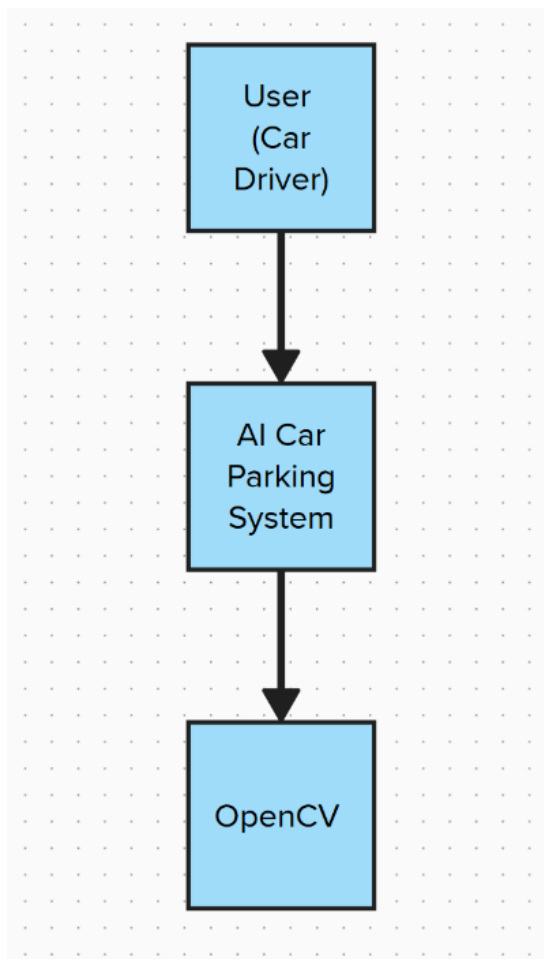 User
(Car
Driver)
AI Car
Parking
System
OpenCV